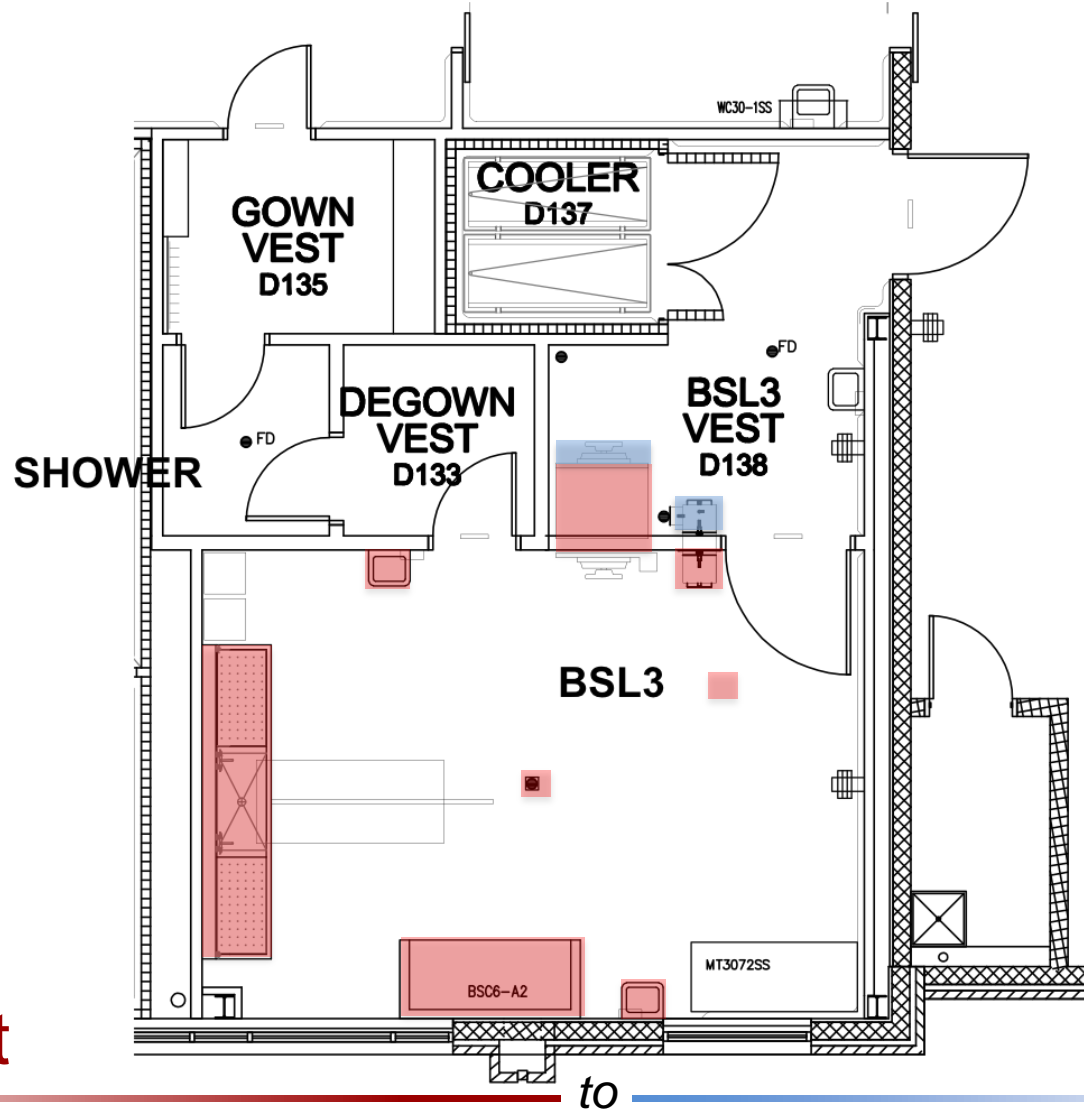 WC30-1SS
COOLER
D137
GOWN
VEST
D135
FD
BSL3
VEST
D138
DEGOWN
VEST
D133
FD
SHOWER
BSL3
MT3072SS
BSC6-A2
t
to